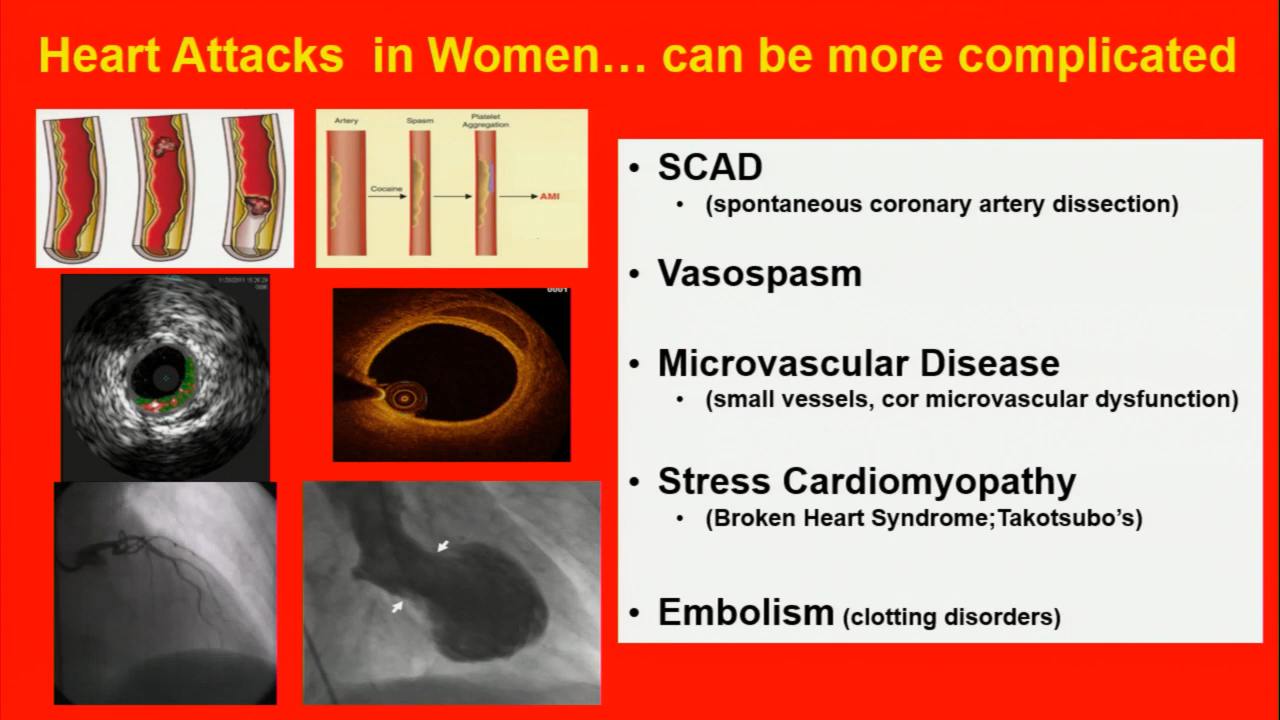 Heart Attacks in Women... can be more complicated
Artery
Spasm
Platelet
Aggregation
Cocaine
AMI
0001
• SCAD
• (spontaneous coronary artery dissection)
• Vasospasm
• Microvascular Disease
• (small vessels, cor microvascular dysfunction)
• Stress Cardiomyopathy
• (Broken Heart Syndrome;Takotsubo’s)
• Embolism (clotting disorders)